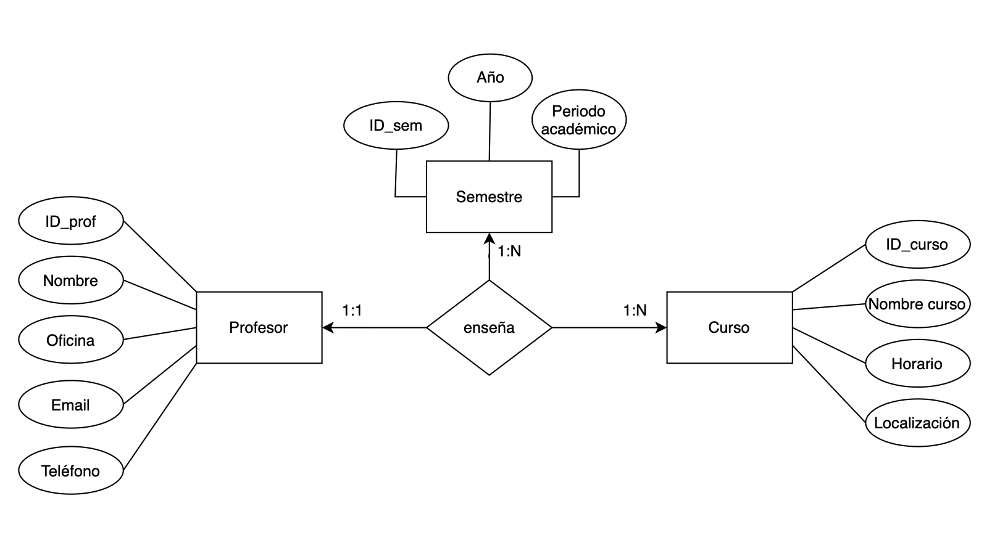 Año
Periodo
académico
ID_sem
Semestre
1:N
ID_prof
Nombre
Oficina
Email
Teléfono
Profesor
1:1
enseña
1:N
Curso
ID_curso
Nombre curso
Horario
Localización